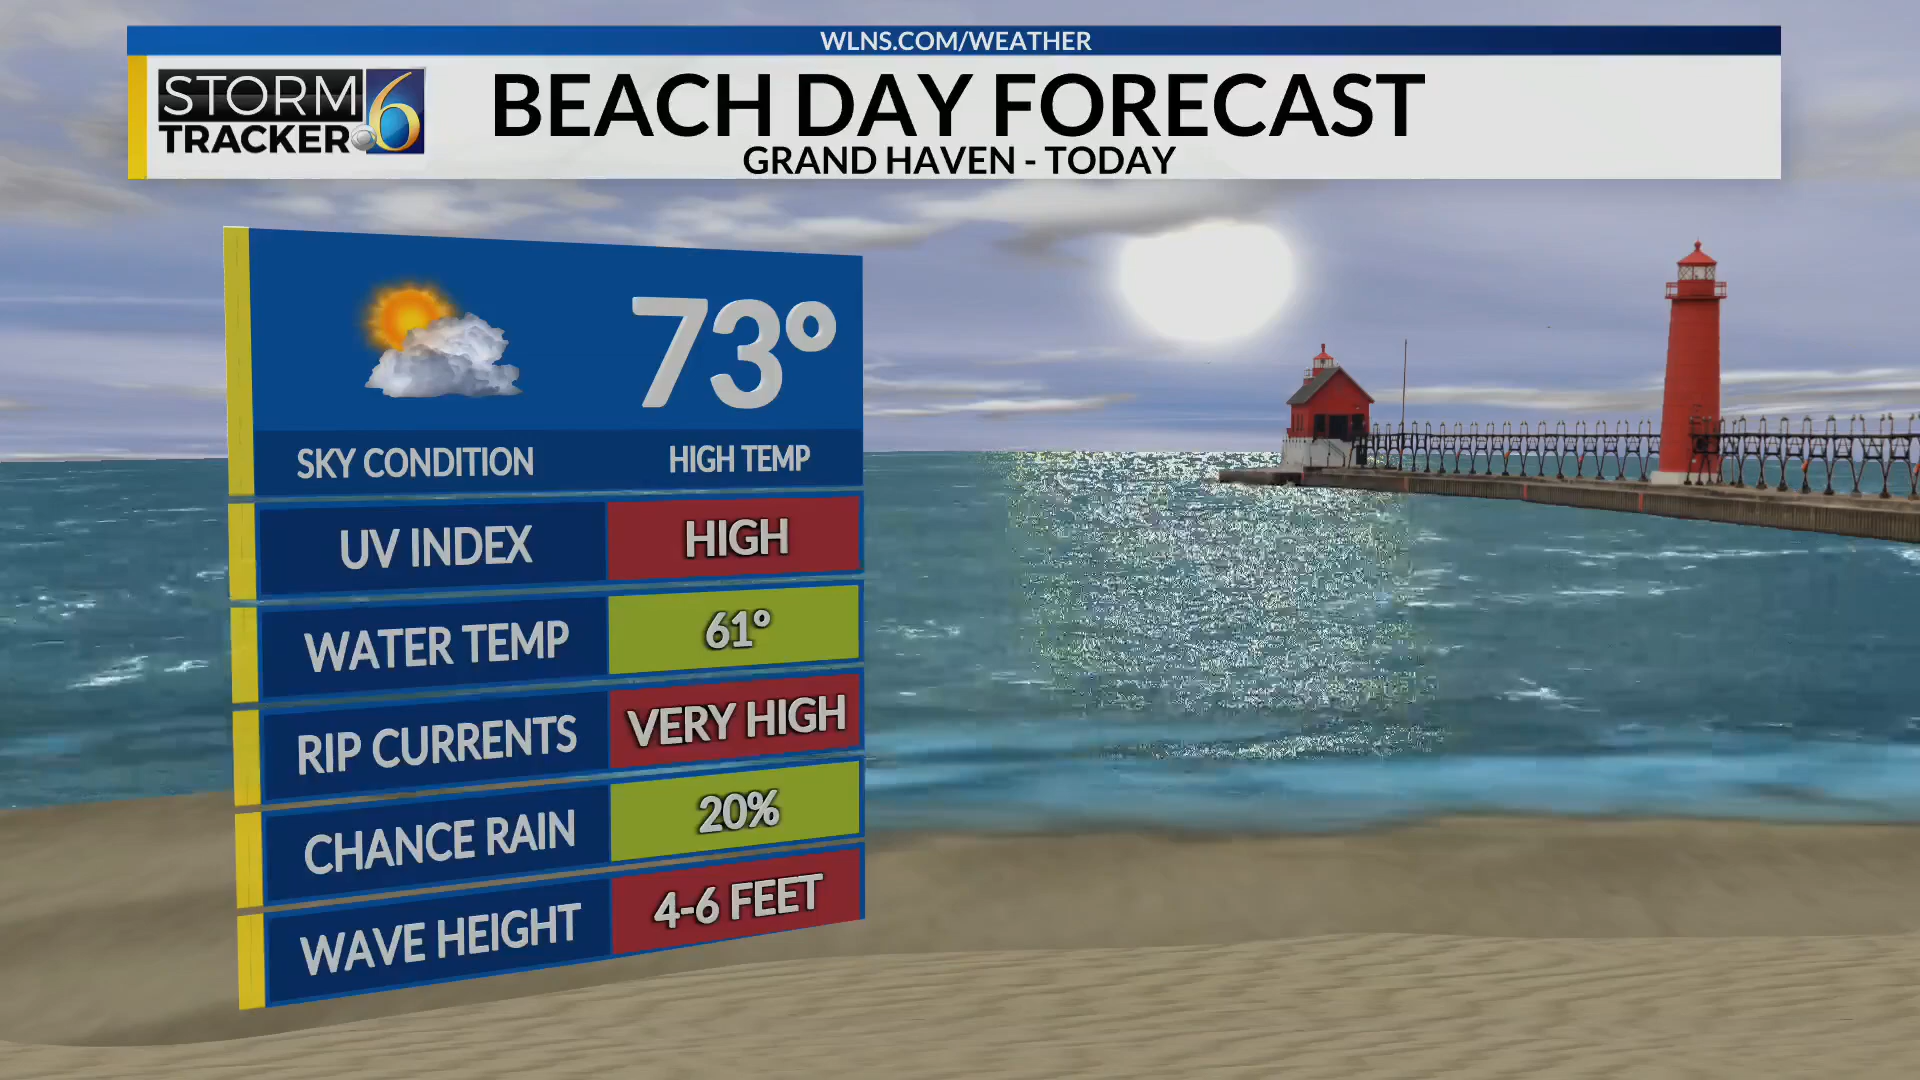 WLNS.COM/WEATHER
STORM
TRACKER 6
BEACH DAY FORECAST
GRAND HAVEN - TODAY
73°
SKY CONDITION
HIGH TEMP
UV INDEX HIGH
WATER TEMP 61°
RIP CURRENTS VERY HIGH
CHANCE RAIN 20%
WAVE HEIGHT 4-6 FEET